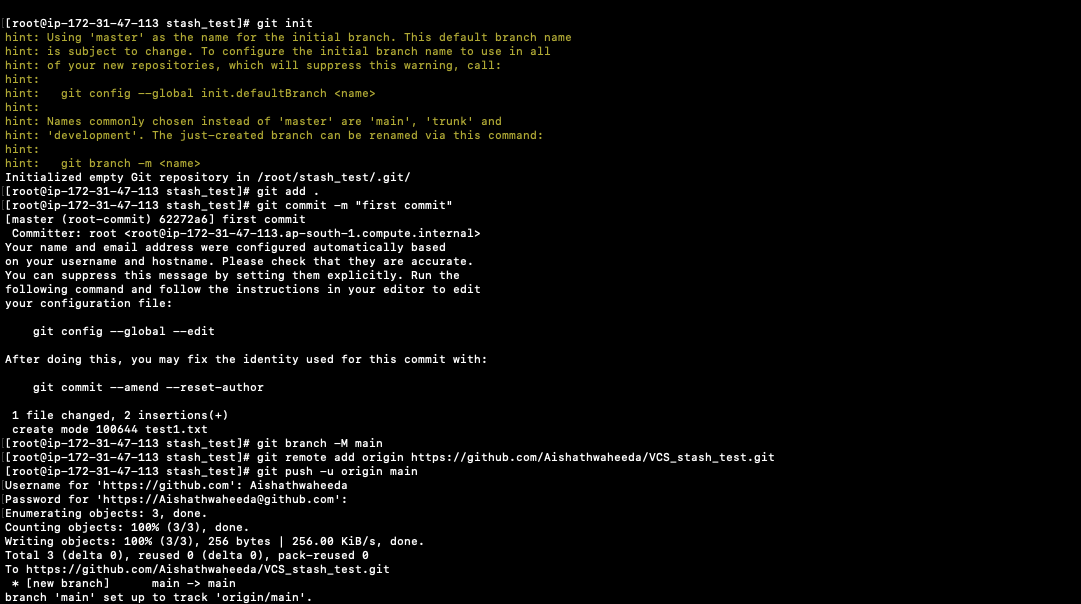 [root@ip-172-31-47-113 stash_test]# git init
hint: Using 'master' as the name for the initial branch. This default branch name
hint: is subject to change. To configure the initial branch name to use in all
hint: of your new repositories, which will suppress this warning, call:
hint:
hint:   git config --global init.defaultBranch <name>
hint:
hint: Names commonly chosen instead of 'master' are 'main', 'trunk' and
hint: 'development'. The just-created branch can be renamed via this command:
hint:
hint:   git branch -m <name>
Initialized empty Git repository in /root/stash_test/.git/
[root@ip-172-31-47-113 stash_test]# git add .
[root@ip-172-31-47-113 stash_test]# git commit -m "first commit"
[master (root-commit) 62272a6] first commit
 Committer: root <root@ip-172-31-47-113.ap-south-1.compute.internal>
Your name and email address were configured automatically based
on your username and hostname. Please check that they are accurate.
You can suppress this message by setting them explicitly. Run the
following command and follow the instructions in your editor to edit
your configuration file:

    git config --global --edit

After doing this, you may fix the identity used for this commit with:

    git commit --amend --reset-author

 1 file changed, 2 insertions(+)
 create mode 100644 test1.txt
[root@ip-172-31-47-113 stash_test]# git branch -M main
[root@ip-172-31-47-113 stash_test]# git remote add origin https://github.com/Aishathwaheeda/VCS_stash_test.git
[root@ip-172-31-47-113 stash_test]# git push -u origin main
Username for 'https://github.com': Aishathwaheeda
Password for 'https://Aishathwaheeda@github.com':
Enumerating objects: 3, done.
Counting objects: 100% (3/3), done.
Writing objects: 100% (3/3), 256 bytes | 256.00 KiB/s, done.
Total 3 (delta 0), reused 0 (delta 0), pack-reused 0
To https://github.com/Aishathwaheeda/VCS_stash_test.git
 * [new branch]      main -> main
branch 'main' set up to track 'origin/main'.